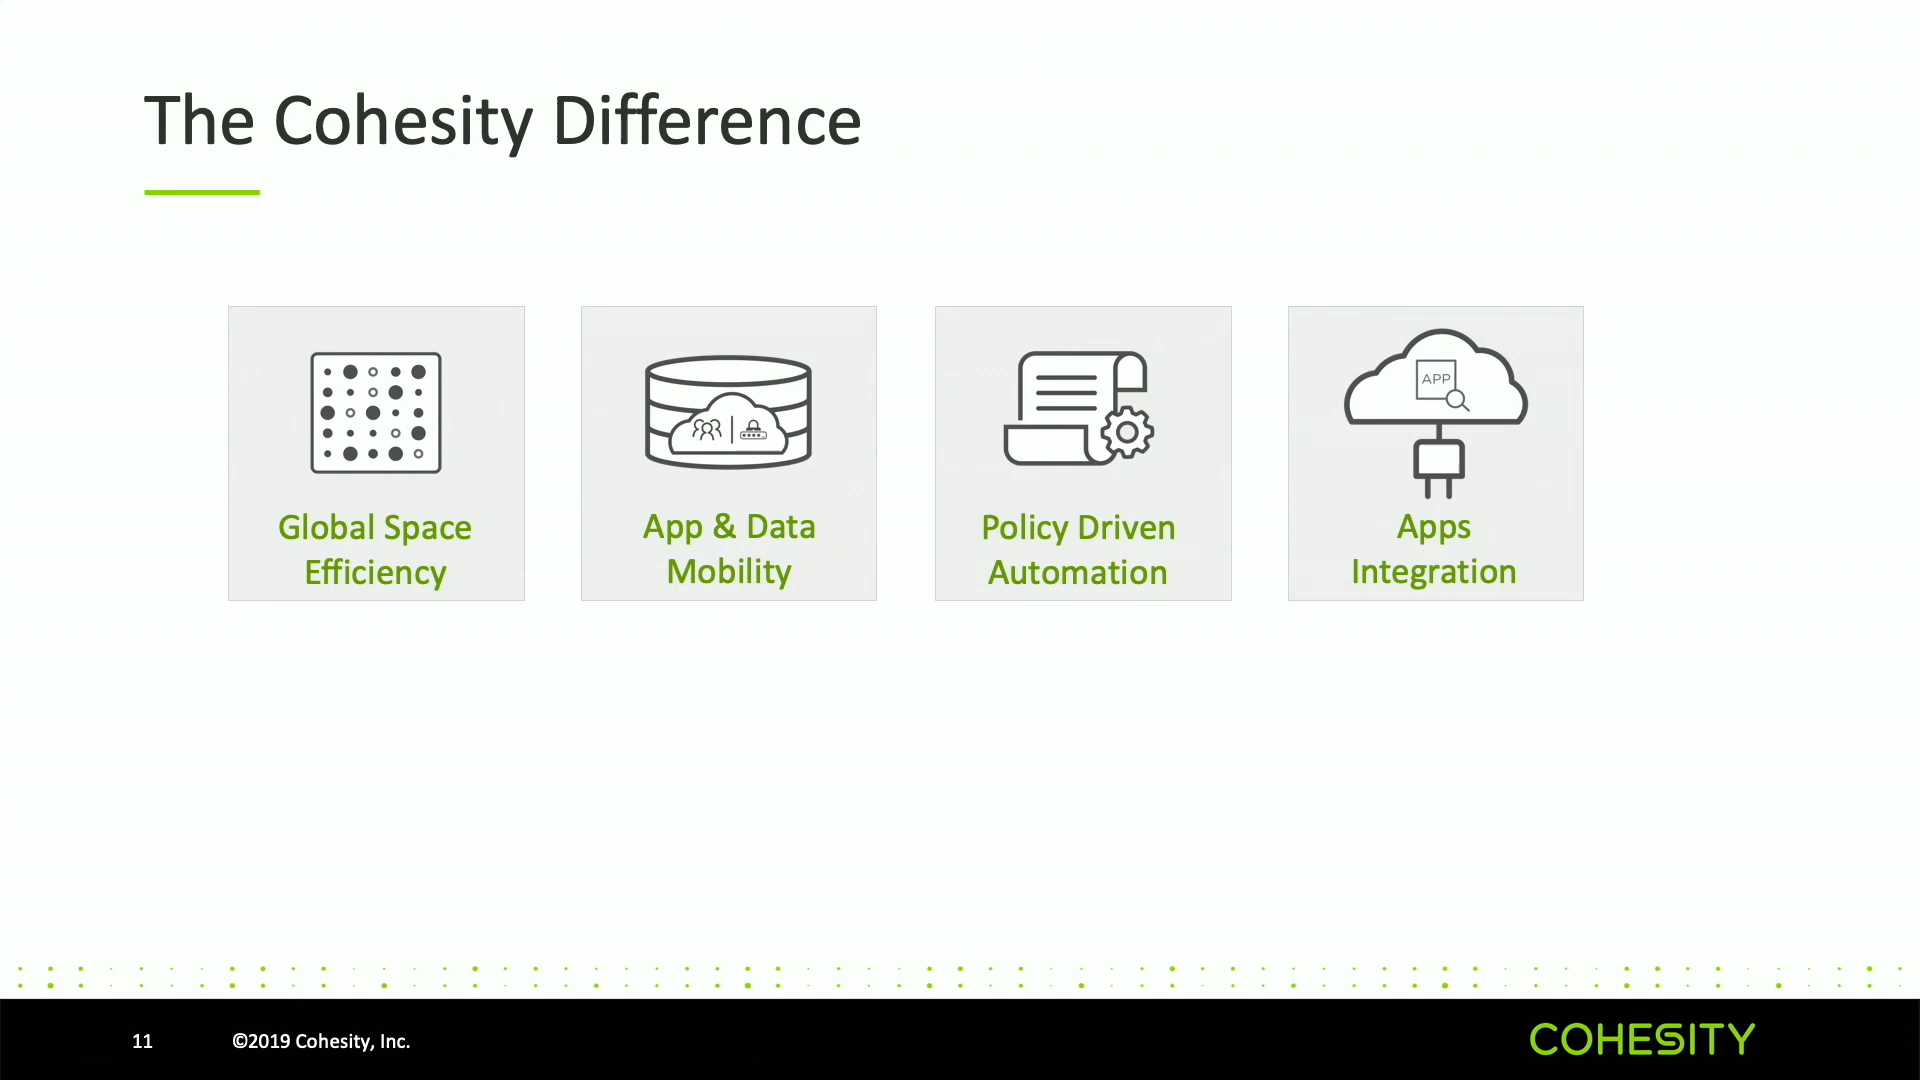 The Cohesity Difference
APP
Global Space
Efficiency
App & Data
Mobility
Policy Driven
Automation
Apps
Integration
11
©2019 Cohesity, Inc.
COHESITY